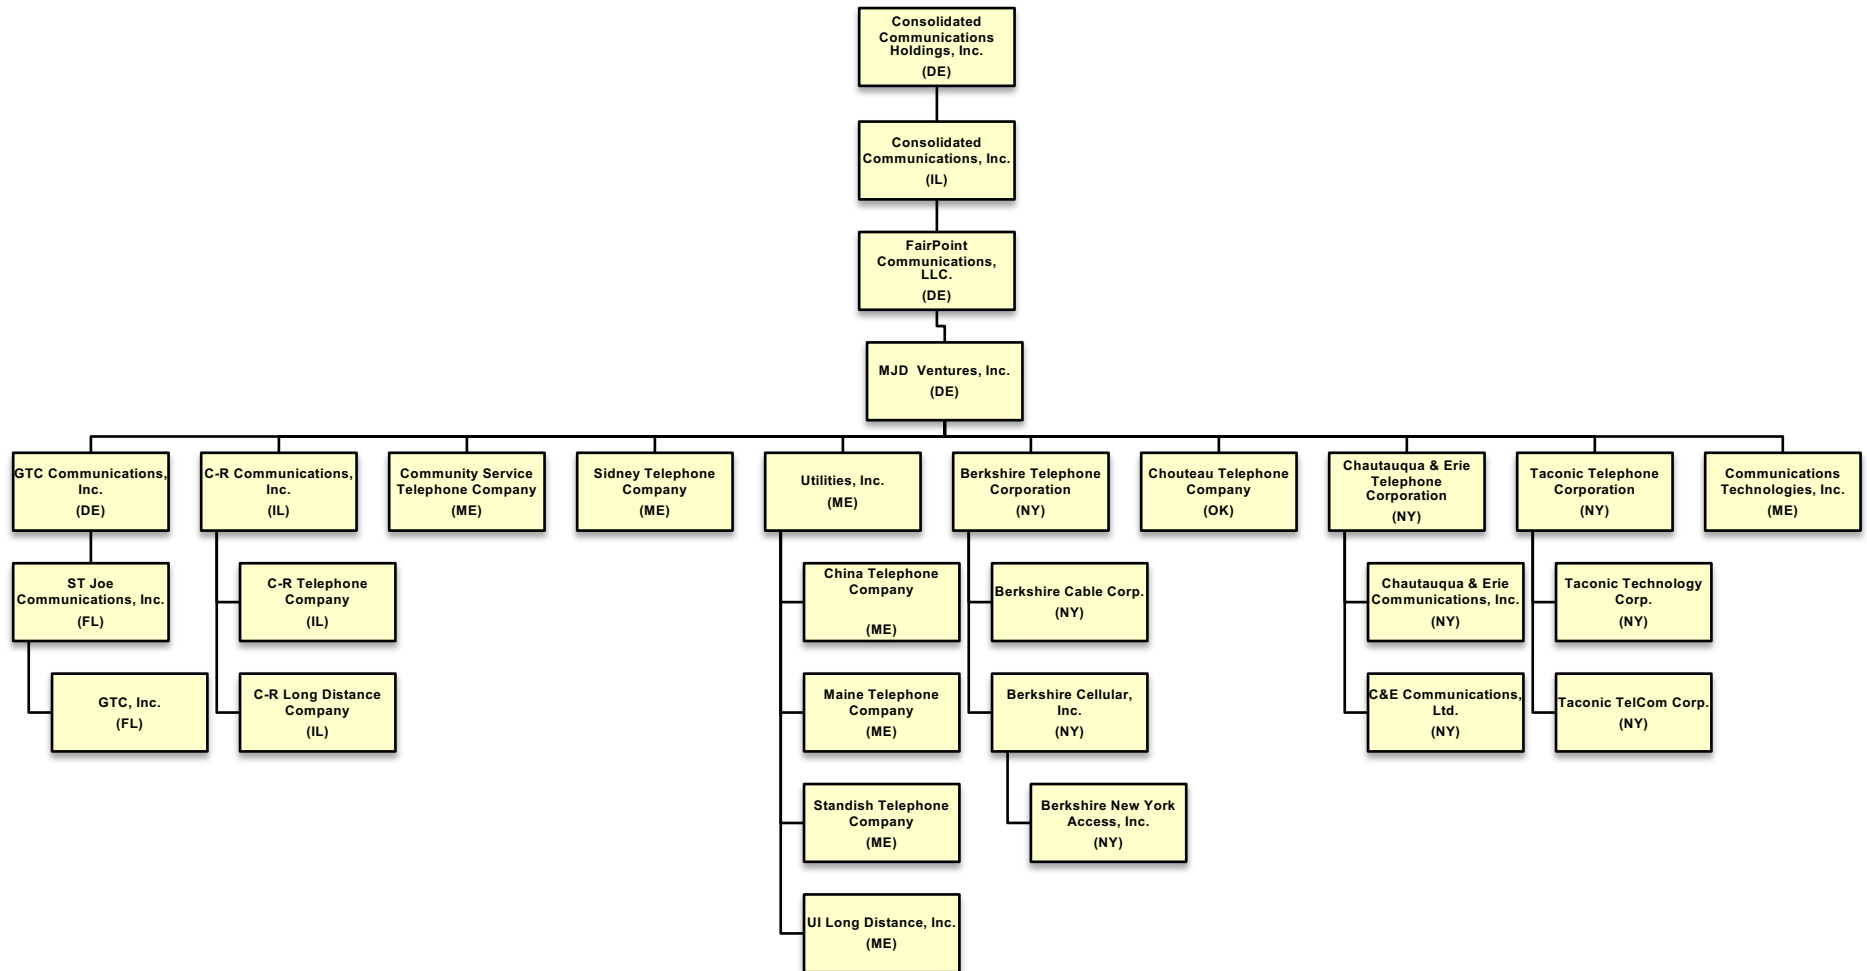 Consolidated
Communications
Holdings, Inc.
(DE)
Consolidated
Communications, Inc.
(IL)
FairPoint
Communications,
LLC.
(DE)
MJD  Ventures, Inc.
(DE)
GTC Communications,
Inc.
(DE)
C-R Communications,
Inc.
(IL)
Community Service
Telephone Company
(ME)
Sidney Telephone
Company
(ME)
Utilities, Inc.
(ME)
Berkshire Telephone
Corporation
(NY)
Chouteau Telephone
Company
(OK)
Chautauqua & Erie
Telephone
Corporation
(NY)
Taconic Telephone
Corporation
(NY)
Communications
Technologies, Inc.
(ME)
ST Joe
Communications, Inc.
(FL)
C-R Telephone
Company
(IL)
China Telephone
Company
(ME)
Berkshire Cable Corp.
(NY)
Chautauqua & Erie
Communications, Inc.
(NY)
Taconic Technology
Corp.
(NY)
GTC, Inc.
(FL)
C-R Long Distance
Company
(IL)
Maine Telephone
Company
(ME)
Berkshire Cellular,
Inc.
(NY)
C&E Communications,
Ltd.
(NY)
Taconic TelCom Corp.
(NY)
Standish Telephone
Company
(ME)
Berkshire New York
Access, Inc.
(NY)
UI Long Distance, Inc.
(ME)